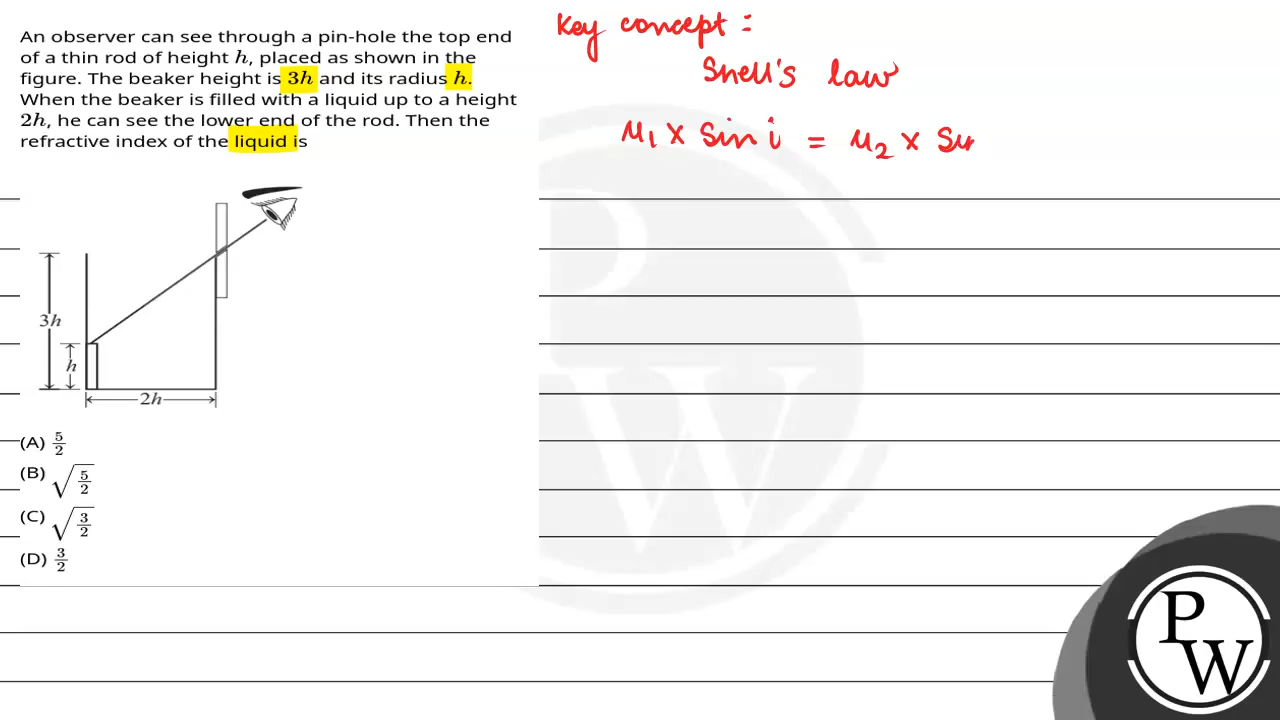 An observer can see through a pin-hole the top end
of a thin rod of height h, placed as shown in the
figure. The beaker height is 3h and its radius h.
When the beaker is filled with a liquid up to a height
2h, he can see the lower end of the rod. Then the
refractive index of the liquid is
3h
h
2h
(A) 5/2
(B) √(5/2)
(C) √(3/2)
(D) 3/2
Key concept :
Snell's law
μ₁ × Sin i = μ₂ × Si
P
W
P
W